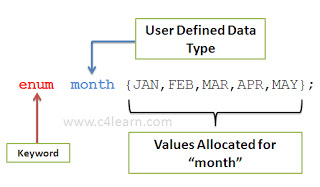 User Defined Data
Type
enum month {JAN,FEB,MAR,APR,MAY};
www.c4learn.com
Keyword
Values Allocated for
“month”